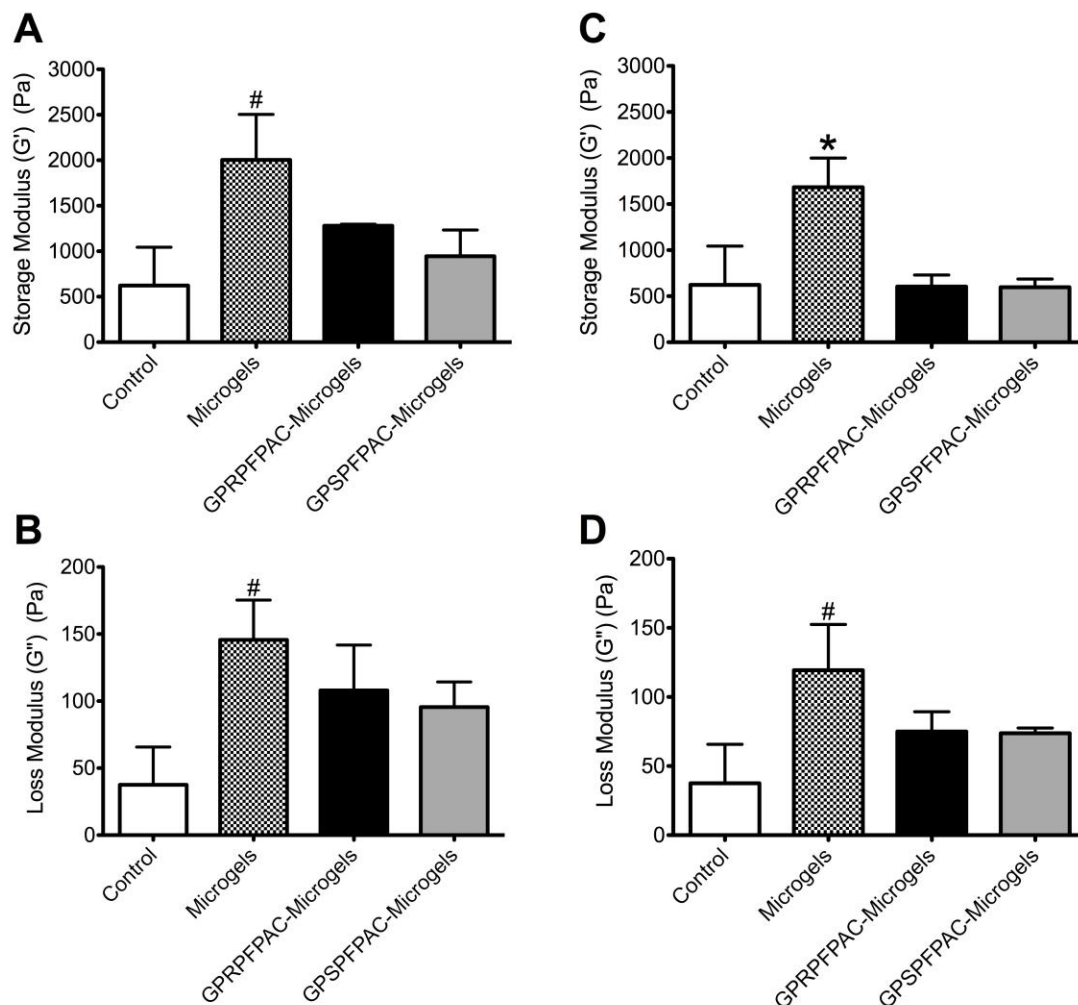 A
Storage Modulus (G') (Pa)
3000
2500
2000
1500
1000
500
0
#
Control
Microgels
GPRPFPAC-Microgels
GPSPFPAC-Microgels
C
Storage Modulus (G') (Pa)
3000
2500
2000
1500
1000
500
0
*
Control
Microgels
GPRPFPAC-Microgels
GPSPFPAC-Microgels
B
Loss Modulus (G") (Pa)
200
150
100
50
0
#
Control
Microgels
GPRPFPAC-Microgels
GPSPFPAC-Microgels
D
Loss Modulus (G") (Pa)
200
150
100
50
0
#
Control
Microgels
GPRPFPAC-Microgels
GPSPFPAC-Microgels